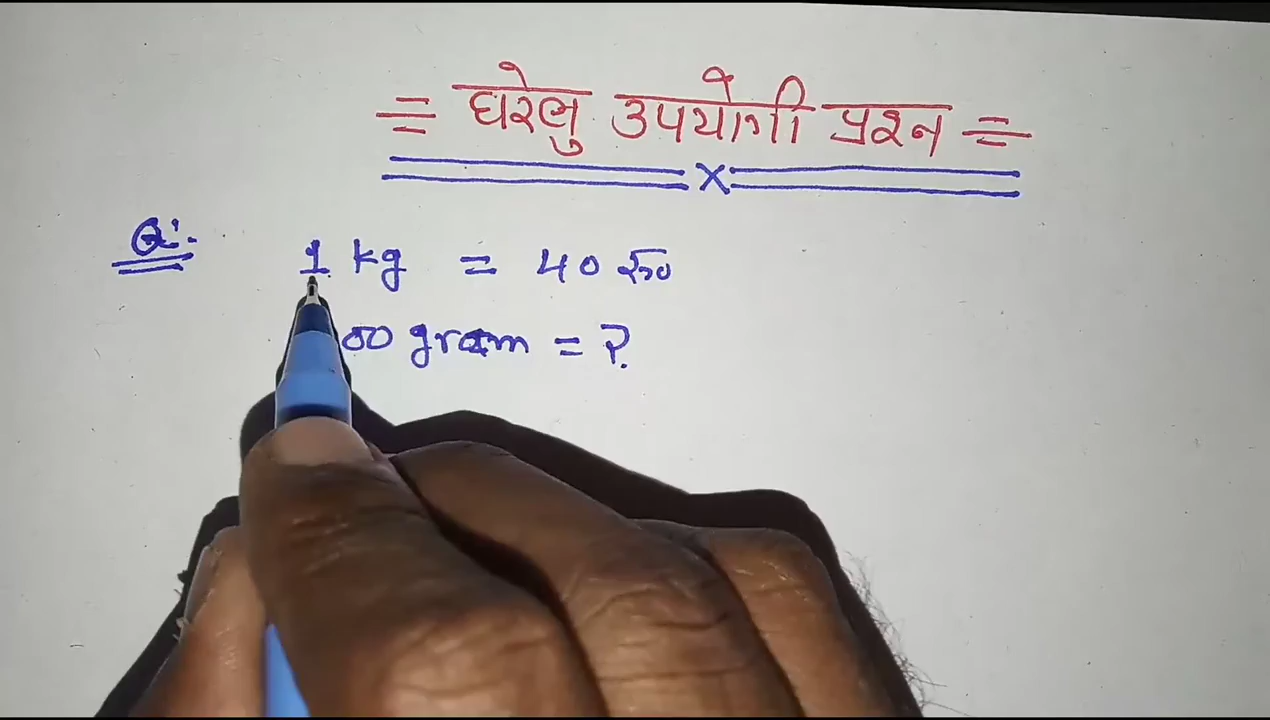 = घरेलु उपयोगी प्रश्न =
x
Q:- 1 kg = 40 रू०
00 gram = ?